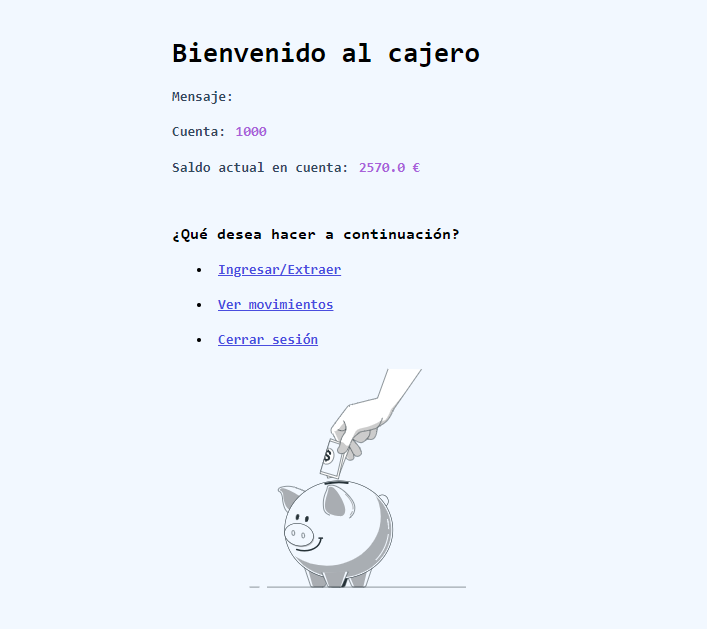 Bienvenido al cajero
Mensaje:
Cuenta: 1000
Saldo actual en cuenta: 2570.0 €
¿Qué desea hacer a continuación?
Ingresar/Extraer
Ver movimientos
Cerrar sesión
$